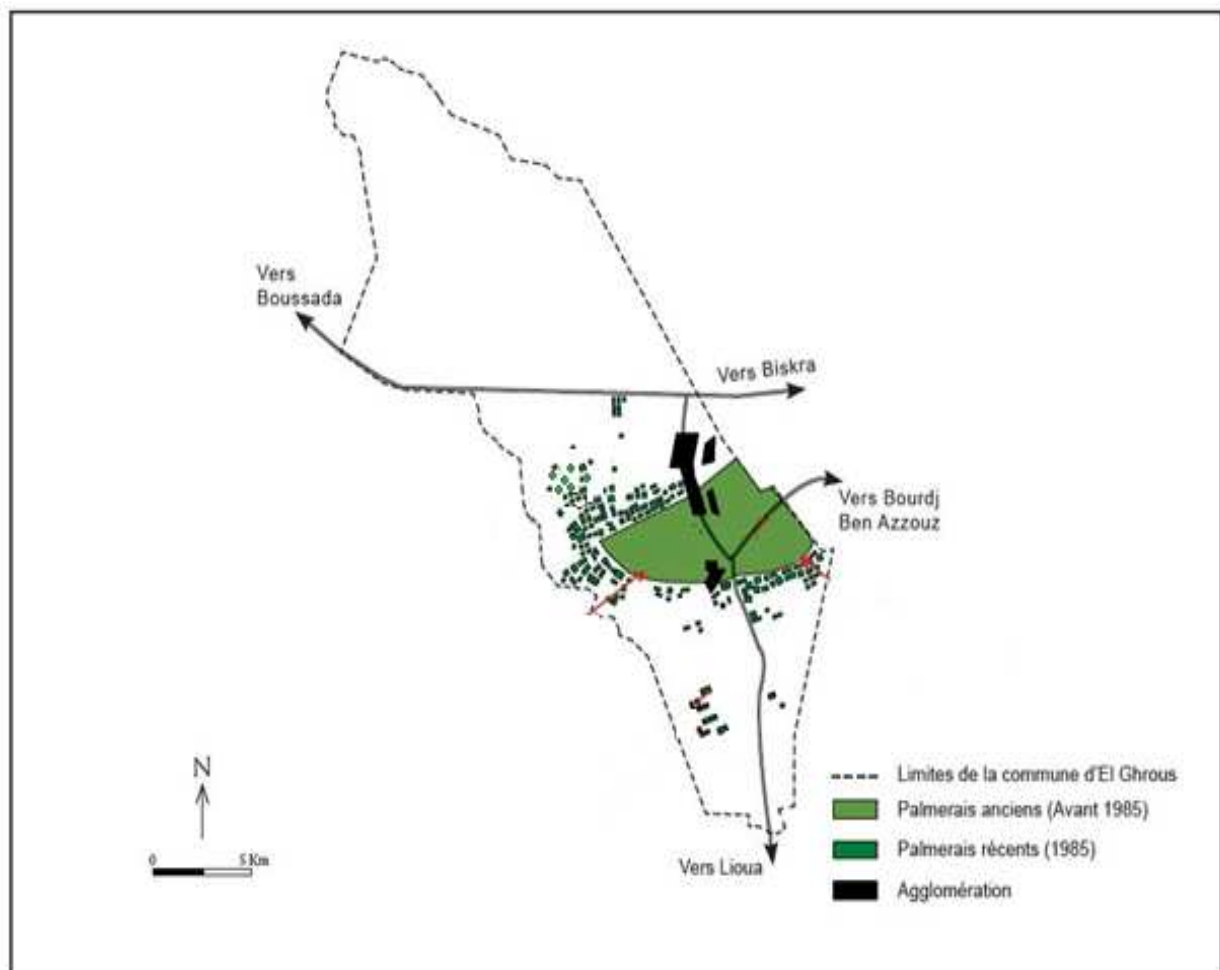 Vers
Boussada
Vers Biskra
Vers Bourdj
Ben Azzouz
N
0 5 Km
Vers Lioua
Limites de la commune d'El Ghrous
Palmerais anciens (Avant 1985)
Palmerais récents (1985)
Agglomération